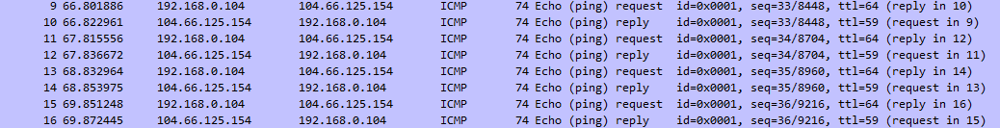 9 66.801886 192.168.0.104 104.66.125.154 ICMP 74 Echo (ping) request id=0x0001, seq=33/8448, ttl=64 (reply in 10)
10 66.822961 104.66.125.154 192.168.0.104 ICMP 74 Echo (ping) reply id=0x0001, seq=33/8448, ttl=59 (request in 9)
11 67.815556 192.168.0.104 104.66.125.154 ICMP 74 Echo (ping) request id=0x0001, seq=34/8704, ttl=64 (reply in 12)
12 67.836672 104.66.125.154 192.168.0.104 ICMP 74 Echo (ping) reply id=0x0001, seq=34/8704, ttl=59 (request in 11)
13 68.832964 192.168.0.104 104.66.125.154 ICMP 74 Echo (ping) request id=0x0001, seq=35/8960, ttl=64 (reply in 14)
14 68.853975 104.66.125.154 192.168.0.104 ICMP 74 Echo (ping) reply id=0x0001, seq=35/8960, ttl=59 (request in 13)
15 69.851248 192.168.0.104 104.66.125.154 ICMP 74 Echo (ping) request id=0x0001, seq=36/9216, ttl=64 (reply in 16)
16 69.872445 104.66.125.154 192.168.0.104 ICMP 74 Echo (ping) reply id=0x0001, seq=36/9216, ttl=59 (request in 15)